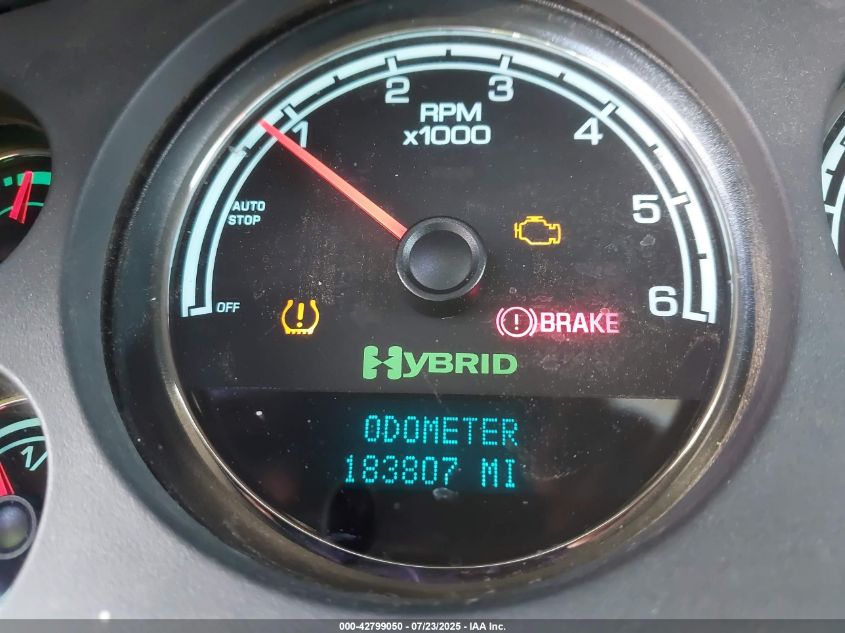 2 3
RPM
1 x1000 4
AUTO
STOP
5
OFF
6
BRAKE
HYBRID
ODOMETER
183807 MI
1/
000-42799050 - 07/23/2025 - IAA Inc.